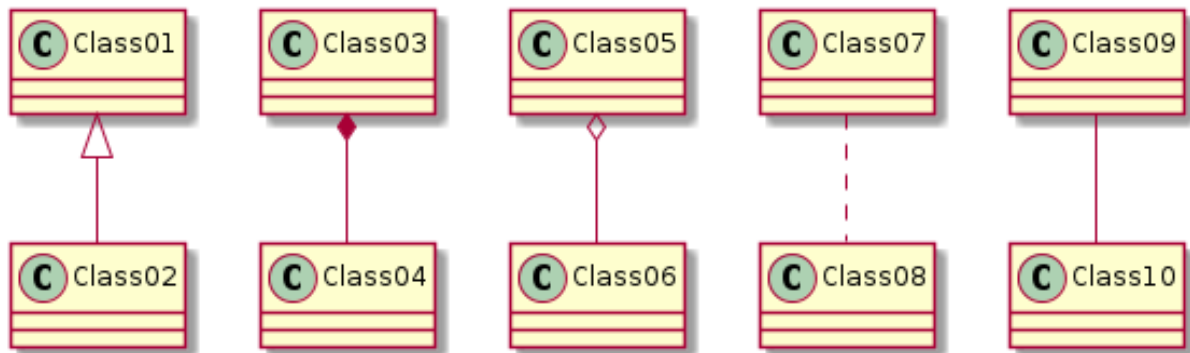 C Class01
C Class03
C Class05
C Class07
C Class09
C Class02
C Class04
C Class06
C Class08
C Class10